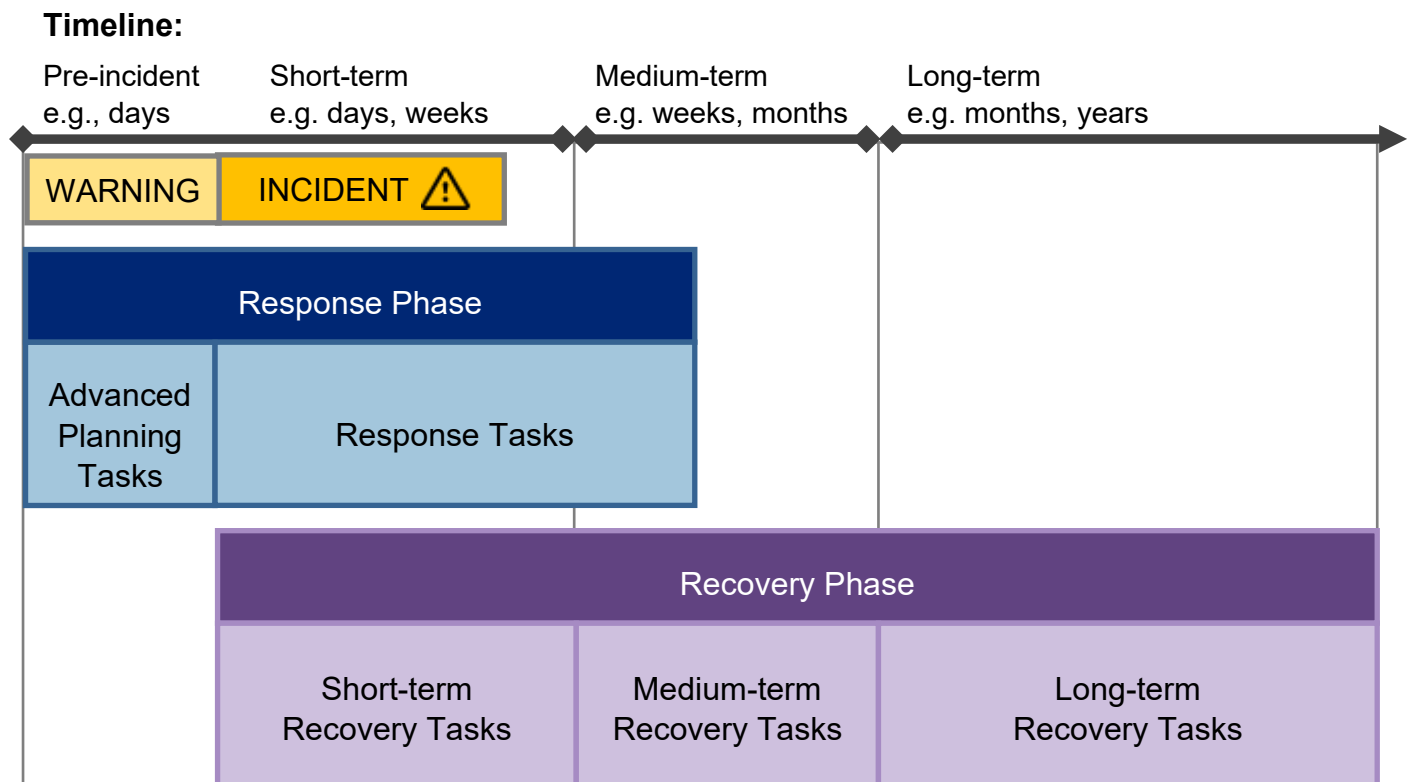 Timeline:
Pre-incident
e.g., days
Short-term
e.g. days, weeks
Medium-term
e.g. weeks, months
Long-term
e.g. months, years
WARNING
INCIDENT
Response Phase
Advanced
Planning
Tasks
Response Tasks
Recovery Phase
Short-term
Recovery Tasks
Medium-term
Recovery Tasks
Long-term
Recovery Tasks